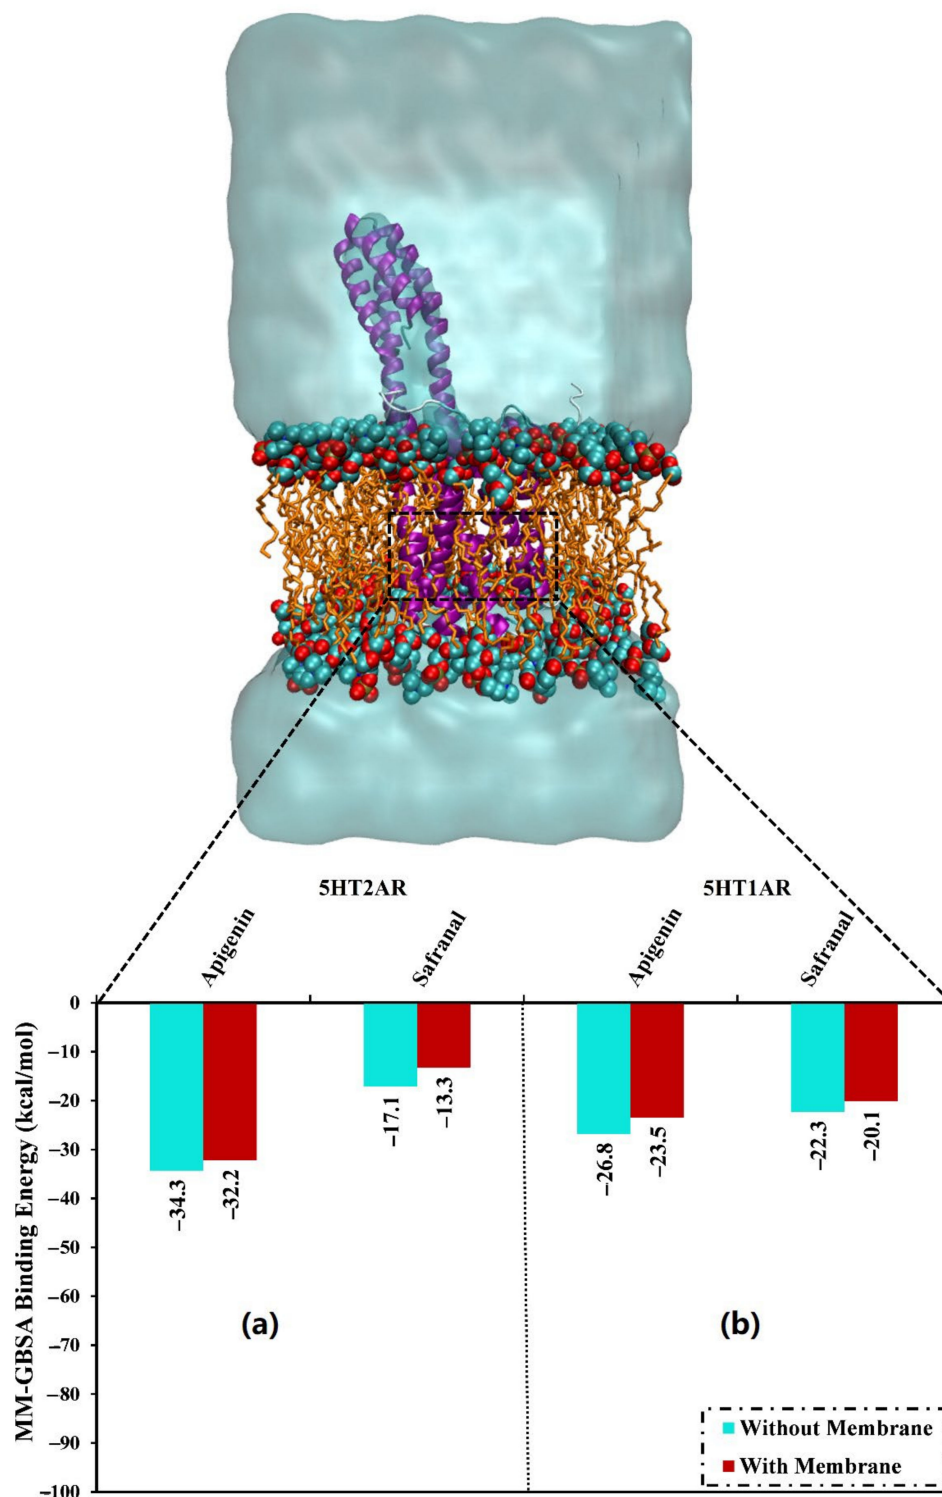 5HT2AR
5HT1AR
Apigenin
Safranal
Apigenin
Safranal
MM-GBSA Binding Energy (kcal/mol)
−0
−10
−20
−30
−40
−50
−60
−70
−80
−90
−100
−34.3
−32.2
−17.1
−13.3
−26.8
−23.5
−22.3
−20.1
(a)
(b)
Without Membrane
With Membrane